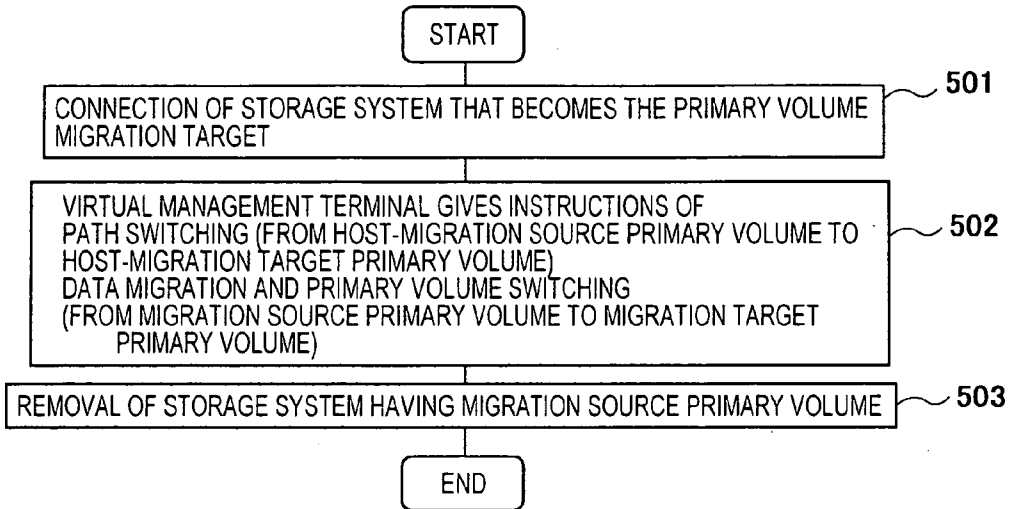 START
CONNECTION OF STORAGE SYSTEM THAT BECOMES THE PRIMARY VOLUME
MIGRATION TARGET
501
VIRTUAL MANAGEMENT TERMINAL GIVES INSTRUCTIONS OF
PATH SWITCHING (FROM HOST-MIGRATION SOURCE PRIMARY VOLUME TO
HOST-MIGRATION TARGET PRIMARY VOLUME)
DATA MIGRATION AND PRIMARY VOLUME SWITCHING
(FROM MIGRATION SOURCE PRIMARY VOLUME TO MIGRATION TARGET
PRIMARY VOLUME)
502
REMOVAL OF STORAGE SYSTEM HAVING MIGRATION SOURCE PRIMARY VOLUME
503
END